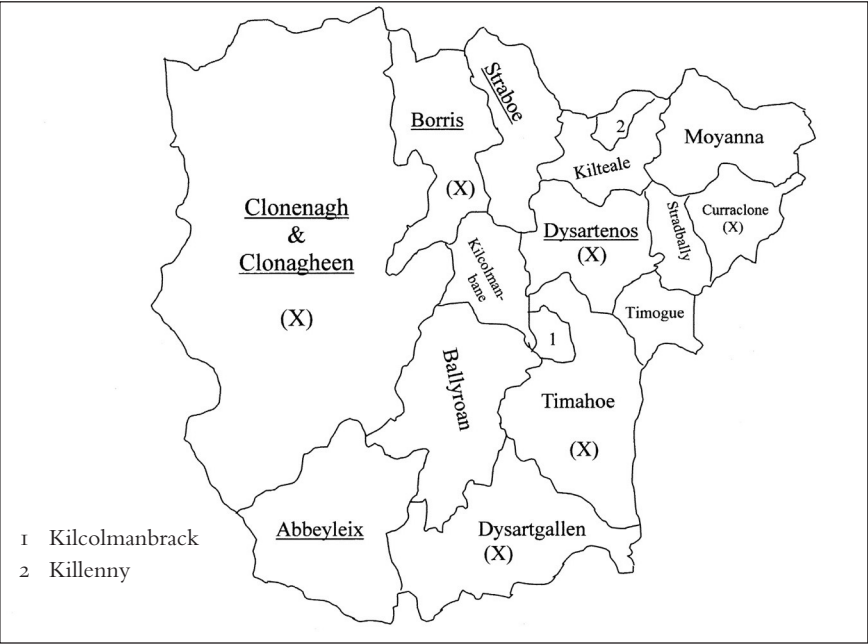 Straboe
Borris
(X)
2
Moyanna
Kilteale
Clonenagh
&
Clonagheen
(X)
Dysartenos
(X)
Stradbally
Curraclone
(X)
Kilcolman-
bane
Timogue
1
Ballyroan
Timahoe
(X)
Abbeyleix
Dysartgallen
(X)
1 Kilcolmanbrack
2 Killenny